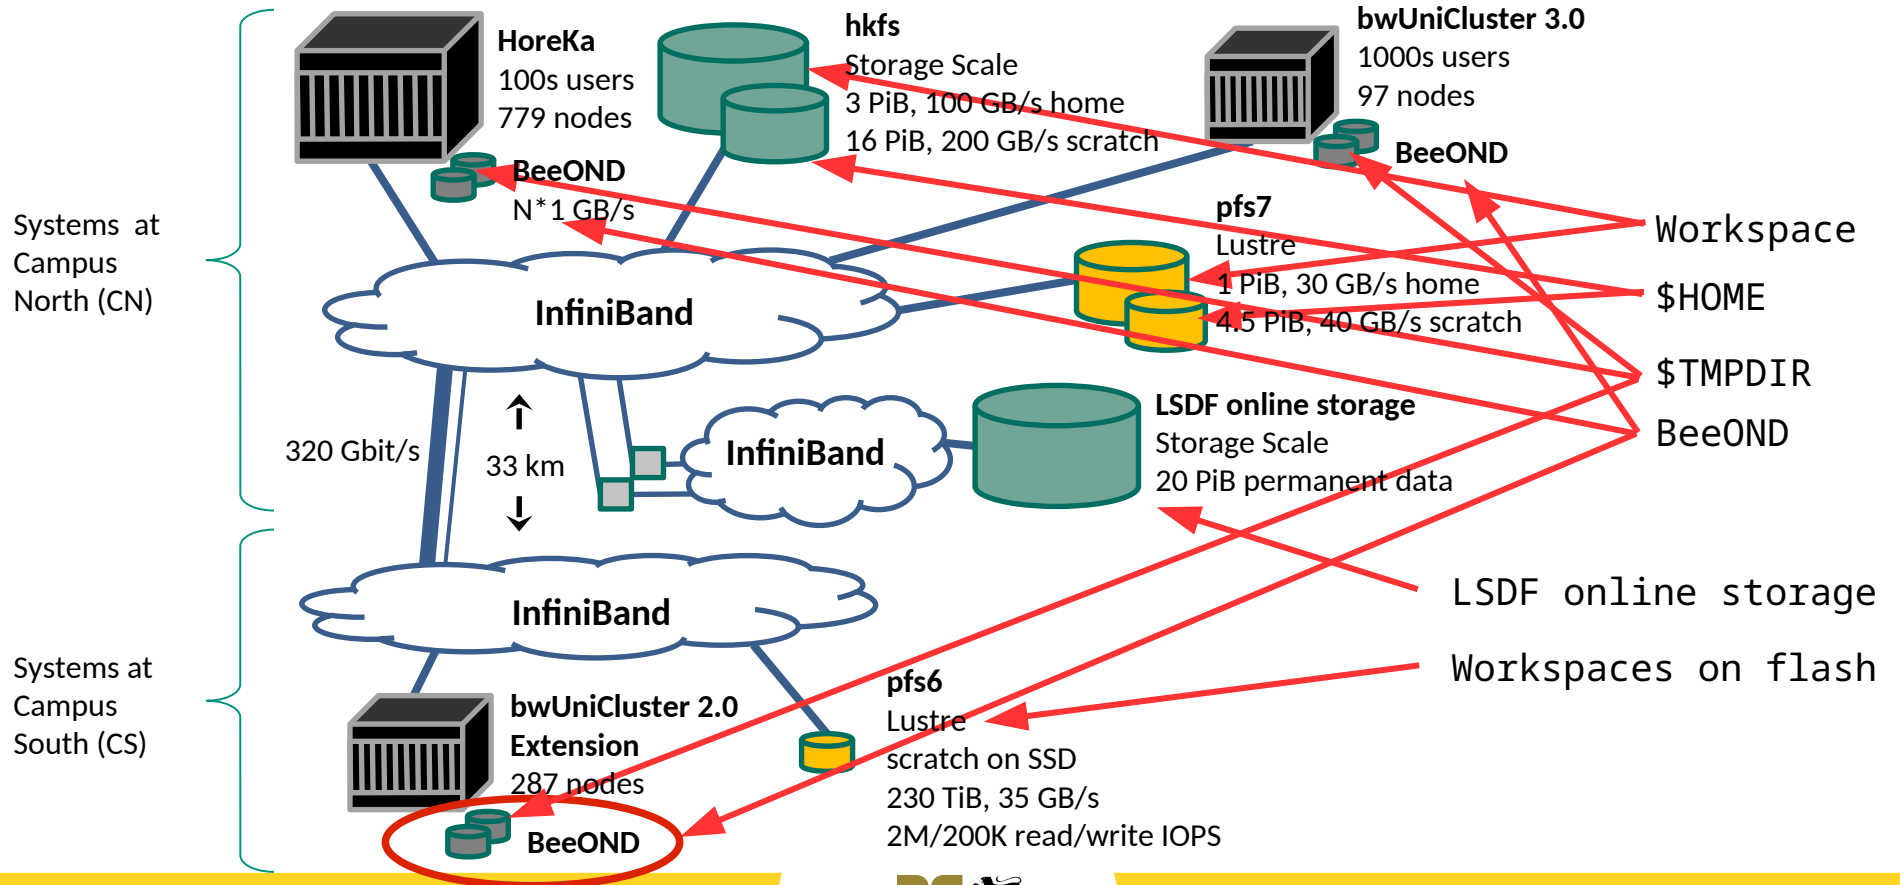 HoreKa
100s users
779 nodes
BeeOND
N*1 GB/s
hkfs
Storage Scale
3 PiB, 100 GB/s home
16 PiB, 200 GB/s scratch
bwUniCluster 3.0
1000s users
97 nodes
BeeOND
Systems at
Campus
North (CN)
InfiniBand
pfs7
Lustre
1 PiB, 30 GB/s home
4.5 PiB, 40 GB/s scratch
Workspace
$HOME
$TMPDIR
BeeOND
320 Gbit/s
33 km
InfiniBand
LSDF online storage
Storage Scale
20 PiB permanent data
LSDF online storage
Workspaces on flash
InfiniBand
Systems at
Campus
South (CS)
bwUniCluster 2.0
Extension
287 nodes
BeeOND
pfs6
Lustre
scratch on SSD
230 TiB, 35 GB/s
2M/200K read/write IOPS